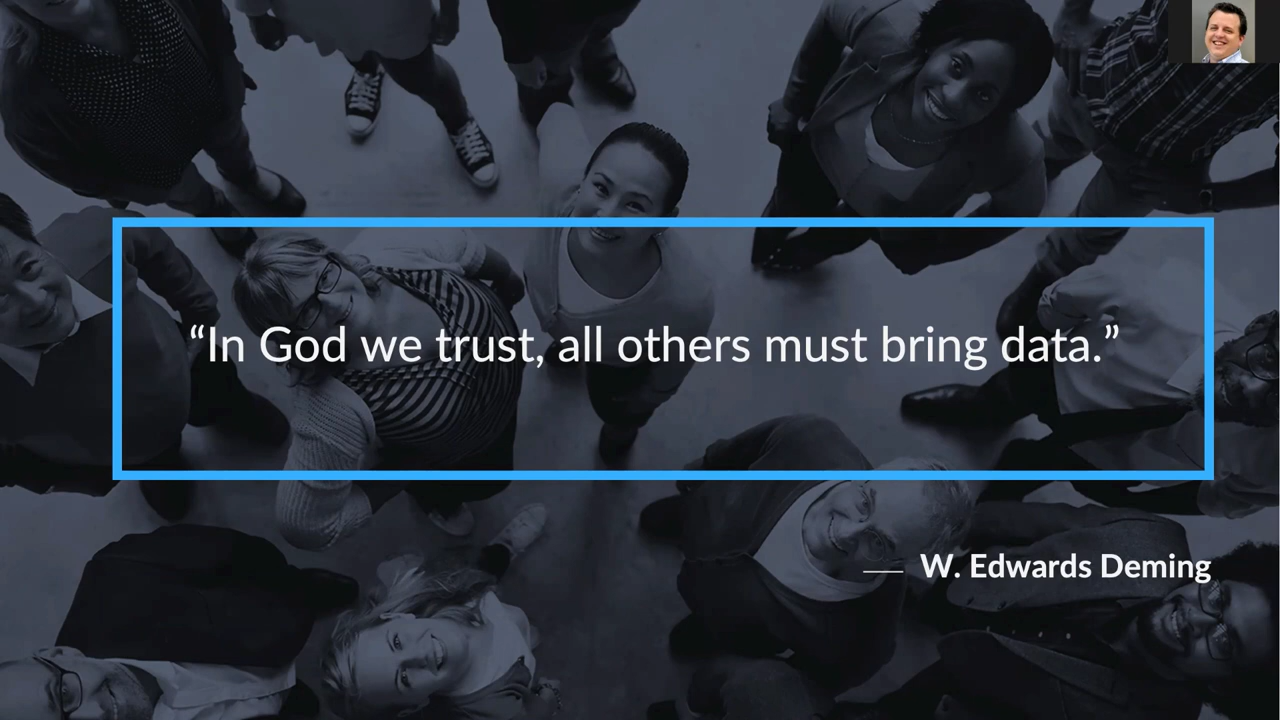 “In God we trust, all others must bring data.”
— W. Edwards Deming